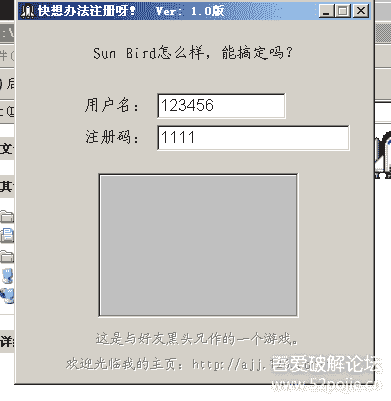 快想办法注册呀! Ver: 1.0版
Sun Bird怎么样，能搞定吗？
用户名： 123456
注册码： 1111
这是与好友黑头兄作的一个游戏。
欢迎光临我的主页：http://ajj.
吾爱破解论坛
www.52pojie.cn